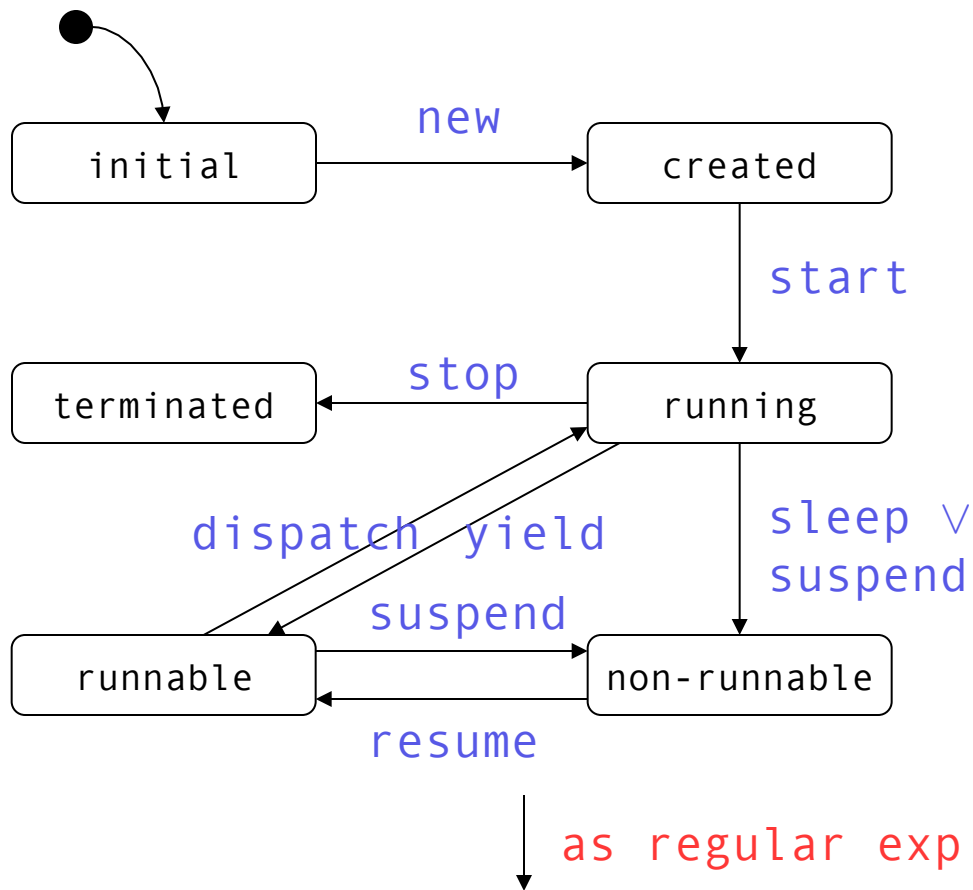 new
initial
created
start
stop
terminated
running
sleep ∨
suspend
dispatch
yield
suspend
runnable
non-runnable
resume
as regular exp